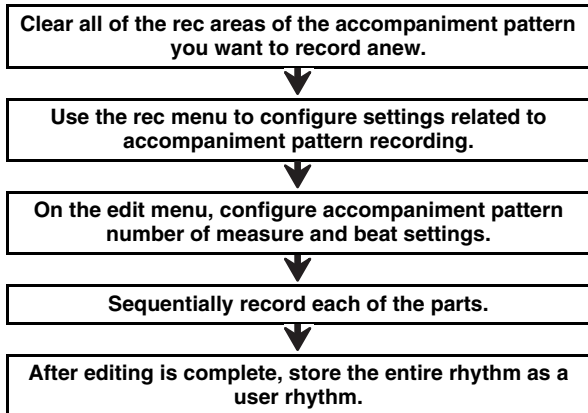 Clear all of the rec areas of the accompaniment pattern
you want to record anew.
Use the rec menu to configure settings related to
accompaniment pattern recording.
On the edit menu, configure accompaniment pattern
number of measure and beat settings.
Sequentially record each of the parts.
After editing is complete, store the entire rhythm as a
user rhythm.